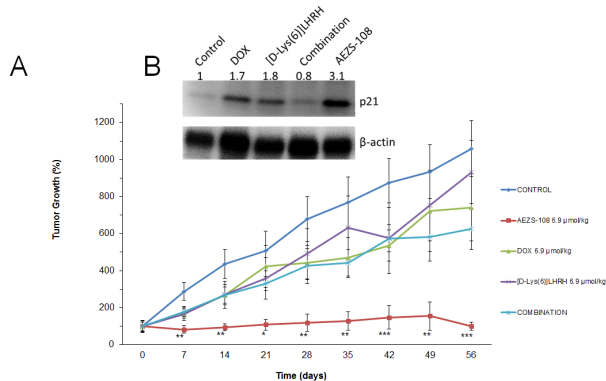 A
B
Control
DOX
[D-Lys(6)]LHRH
Combination
AEZS-108
1 1.7 1.8 0.8 3.1
p21
β-actin
Tumor Growth (%)
1200
1000
800
600
400
200
0
** ** * ** ** *** ** ***
0 7 14 21 28 35 42 49 56
Time (days)
CONTROL
AEZS-108 6.9 µmol/kg
DOX 6.9 µmol/kg
[D-Lys(6)]LHRH 6.9 µmol/kg
COMBINATION